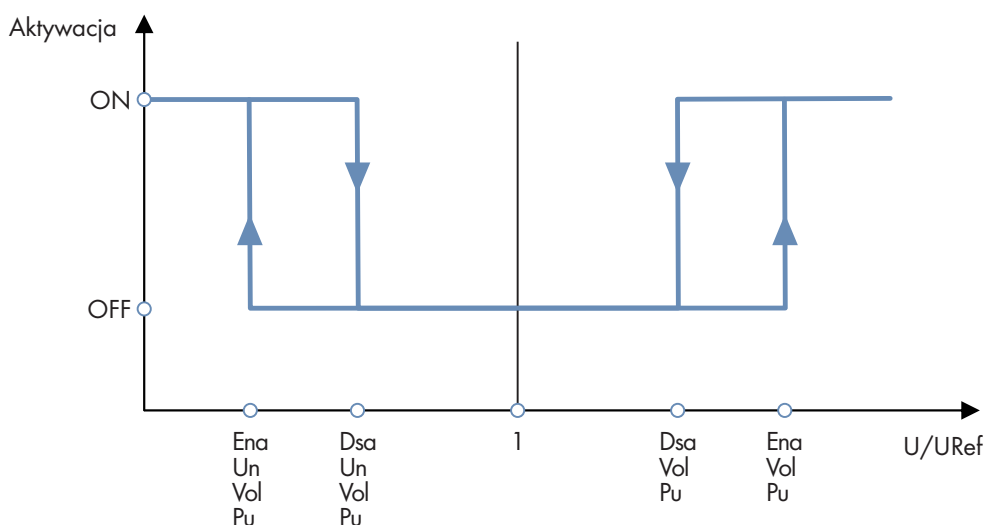 Aktywacja
ON
OFF
Ena
Un
Vol
Pu
Dsa
Un
Vol
Pu
1
Dsa
Vol
Pu
Ena
Vol
Pu
U/URef